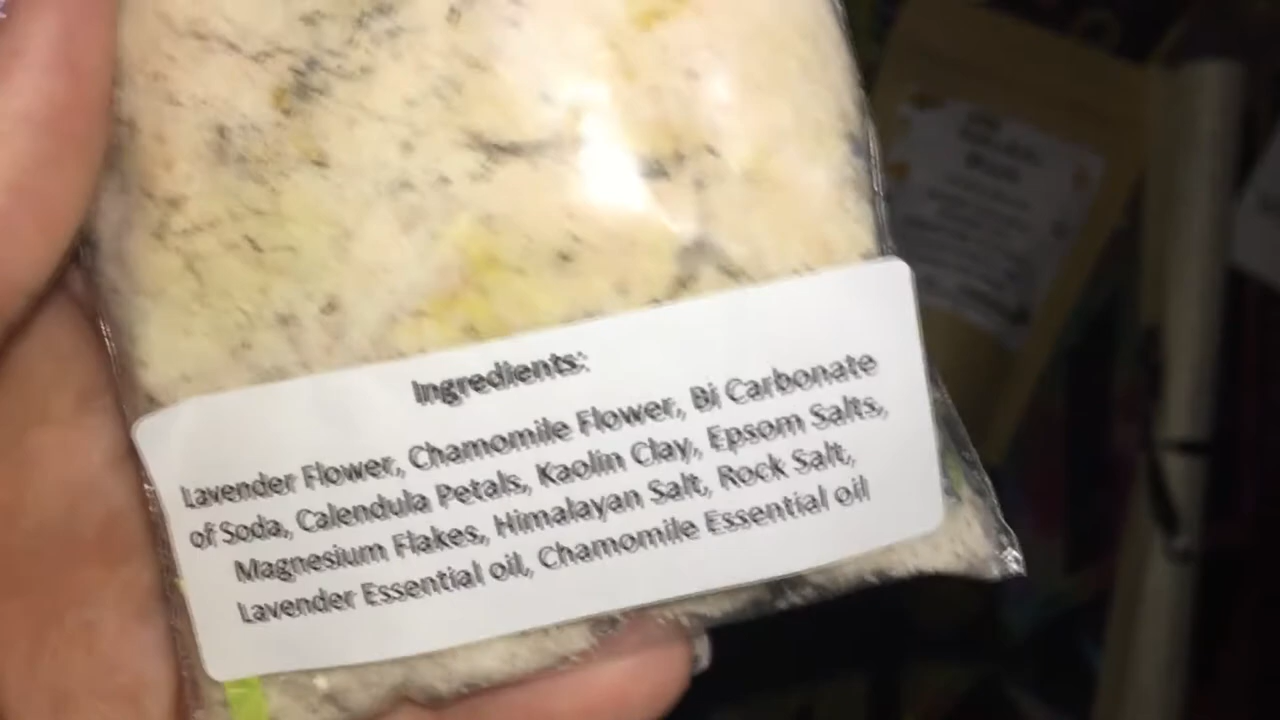 Ingredients:
Lavender Flower, Chamomile Flower, Bi Carbonate
of Soda, Calendula Petals, Kaolin Clay, Epsom Salts,
Magnesium Flakes, Himalayan Salt, Rock Salt,
Lavender Essential oil, Chamomile Essential oil